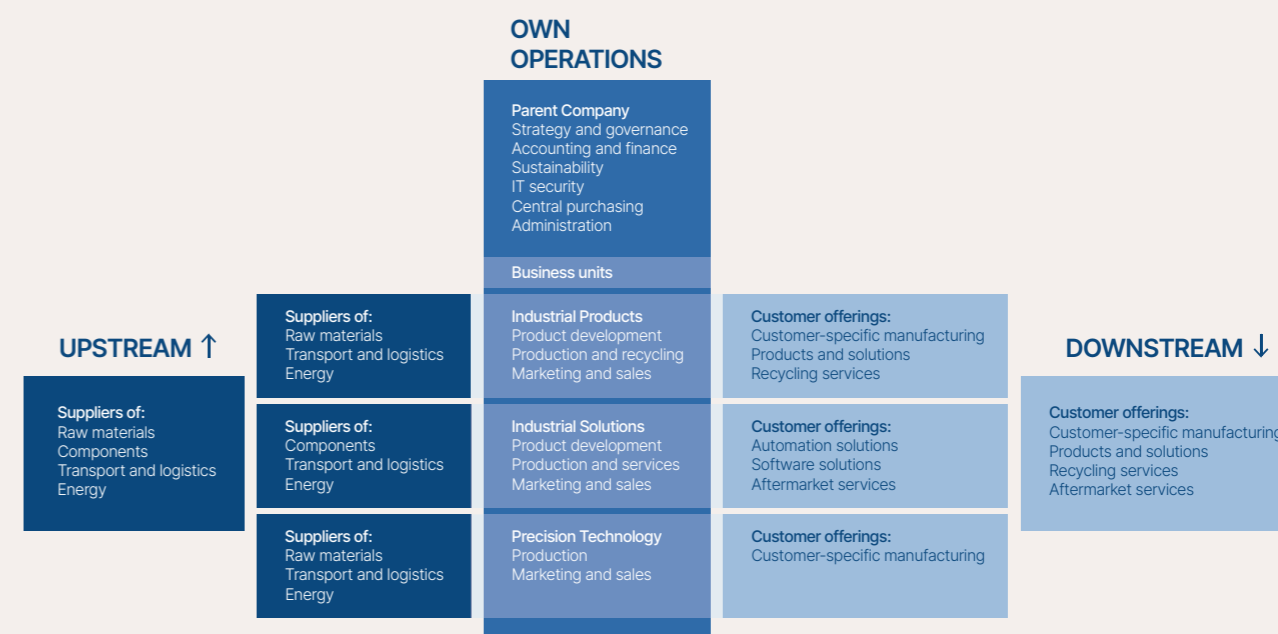 OWN
OPERATIONS
Parent Company
Strategy and governance
Accounting and finance
Sustainability
IT security
Central purchasing
Administration
Business units
UPSTREAM ↑
Suppliers of:
Raw materials
Components
Transport and logistics
Energy
Suppliers of:
Raw materials
Transport and logistics
Energy
Industrial Products
Product development
Production and recycling
Marketing and sales
Customer offerings:
Customer-specific manufacturing
Products and solutions
Recycling services
Suppliers of:
Components
Transport and logistics
Energy
Industrial Solutions
Product development
Production and services
Marketing and sales
Customer offerings:
Automation solutions
Software solutions
Aftermarket services
Suppliers of:
Raw materials
Transport and logistics
Energy
Precision Technology
Production
Marketing and sales
Customer offerings:
Customer-specific manufacturing
DOWNSTREAM ↓
Customer offerings:
Customer-specific manufacturing
Products and solutions
Recycling services
Aftermarket services